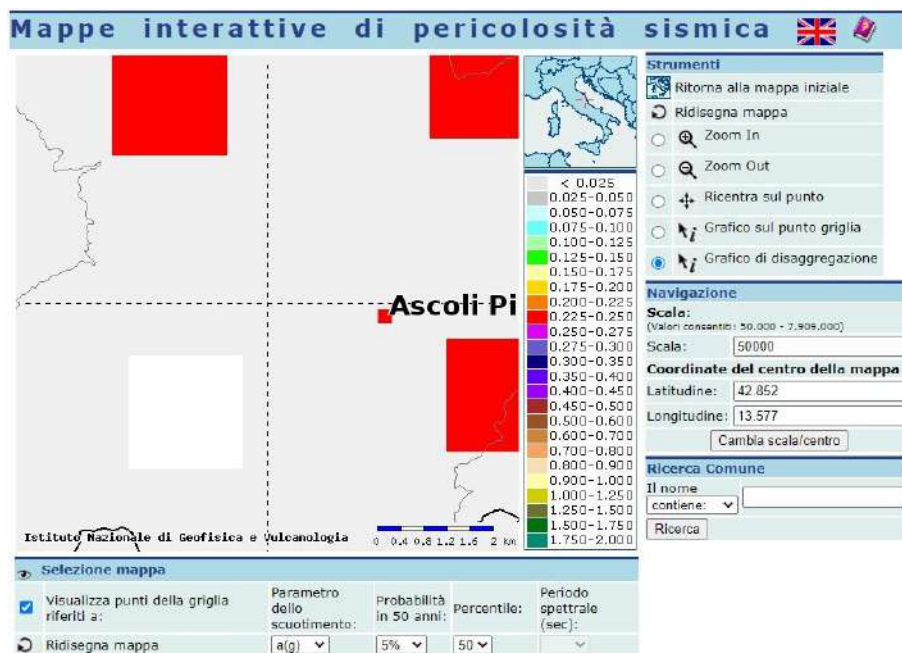 Mappe interattive di pericolosità sismica
Ascoli Pi
Istituto Nazionale di Geofisica e Vulcanologia
0 0.4 0.8 1.2 1.6 2 km
< 0.025
0.025-0.050
0.050-0.075
0.075-0.100
0.100-0.125
0.125-0.150
0.150-0.175
0.175-0.200
0.200-0.225
0.225-0.250
0.250-0.275
0.275-0.300
0.300-0.350
0.350-0.400
0.400-0.450
0.450-0.500
0.500-0.600
0.600-0.700
0.700-0.800
0.800-0.900
0.900-1.000
1.000-1.250
1.250-1.500
1.500-1.750
1.750-2.000
Strumenti
Ritorna alla mappa iniziale
Ridisegna mappa
Zoom In
Zoom Out
Ricentra sul punto
Grafico sul punto griglia
Grafico di disaggregazione
Navigazione
Scala:
(Valori consentiti: 50.000 - 7.909.000)
Scala: 50000
Coordinate del centro della mappa
Latitudine: 42.852
Longitudine: 13.577
Cambia scala/centro
Ricerca Comune
Il nome
contiene:
Ricerca
Selezione mappa
Visualizza punti della griglia
riferiti a:
Parametro
dello
scuotimento:
Probabilità
in 50 anni:
Percentile:
Periodo
spettrale
(sec):
Ridisegna mappa a(g) 5% 50